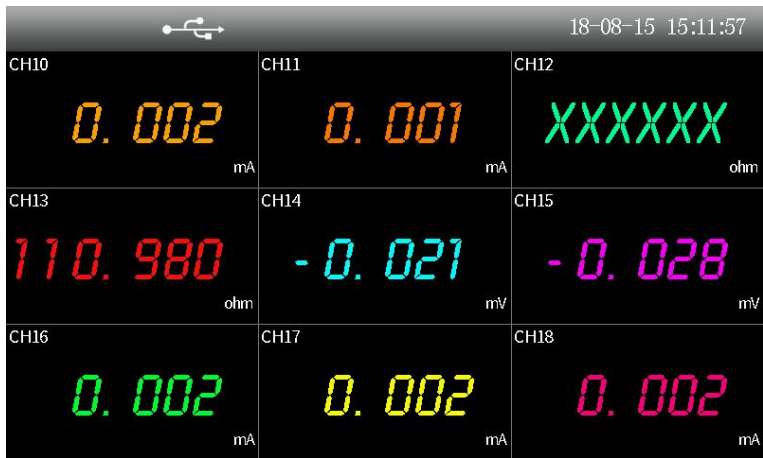 18-08-15 15:11:57
CH10 CH11 CH12
0.002 0.001 XXXXXX
mA mA ohm
CH13 CH14 CH15
110.980 -0.021 -0.028
ohm mV mV
CH16 CH17 CH18
0.002 0.002 0.002
mA mA mA